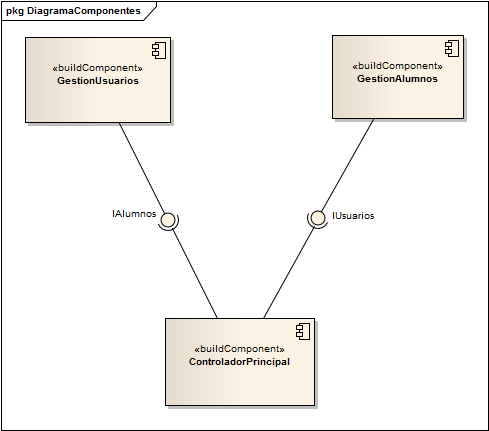 pkg DiagramaComponentes
«buildComponent»
GestionUsuarios
«buildComponent»
GestionAlumnos
IAlumnos
IUsuarios
«buildComponent»
ControladorPrincipal